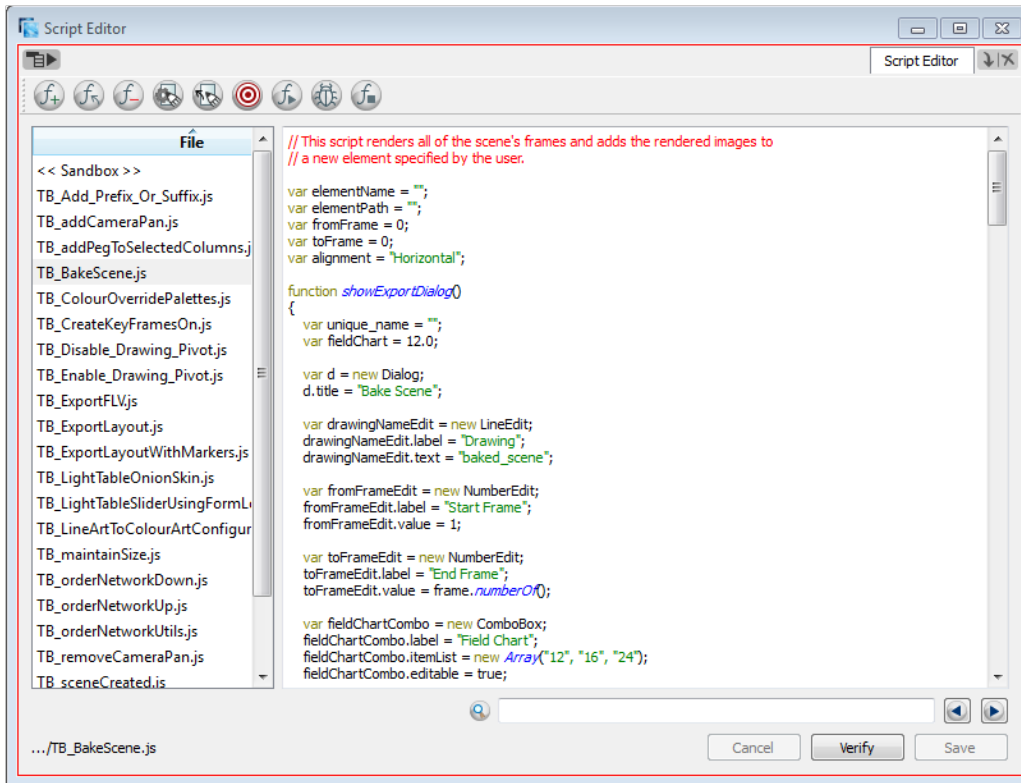 Script Editor
Script Editor
File
<< Sandbox >>
TB_Add_Prefix_Or_Suffix.js
TB_addCameraPan.js
TB_addPegToSelectedColumns.j
TB_BakeScene.js
TB_ColourOverridePalettes.js
TB_CreateKeyFramesOn.js
TB_Disable_Drawing_Pivot.js
TB_Enable_Drawing_Pivot.js
TB_ExportFLV.js
TB_ExportLayout.js
TB_ExportLayoutWithMarkers.js
TB_LightTableOnionSkin.js
TB_LightTableSliderUsingFormL
TB_LineArtToColourArtConfigur
TB_maintainSize.js
TB_orderNetworkDown.js
TB_orderNetworkUp.js
TB_orderNetworkUtils.js
TB_removeCameraPan.js
TB_sceneCreated.js
// This script renders all of the scene's frames and adds the rendered images to
// a new element specified by the user.
var elementName = "";
var elementPath = "";
var fromFrame = 0;
var toFrame = 0;
var alignment = "Horizontal";
function showExportDialog()
{
var unique_name = "";
var fieldChart = 12.0;
var d = new Dialog;
d.title = "Bake Scene";
var drawingNameEdit = new LineEdit;
drawingNameEdit.label = "Drawing";
drawingNameEdit.text = "baked_scene";
var fromFrameEdit = new NumberEdit;
fromFrameEdit.label = "Start Frame";
fromFrameEdit.value = 1;
var toFrameEdit = new NumberEdit;
toFrameEdit.label = "End Frame";
toFrameEdit.value = frame.numberOf();
var fieldChartCombo = new ComboBox;
fieldChartCombo.label = "Field Chart";
fieldChartCombo.itemList = new Array("12", "16", "24");
fieldChartCombo.editable = true;
.../TB_BakeScene.js
Cancel
Verify
Save